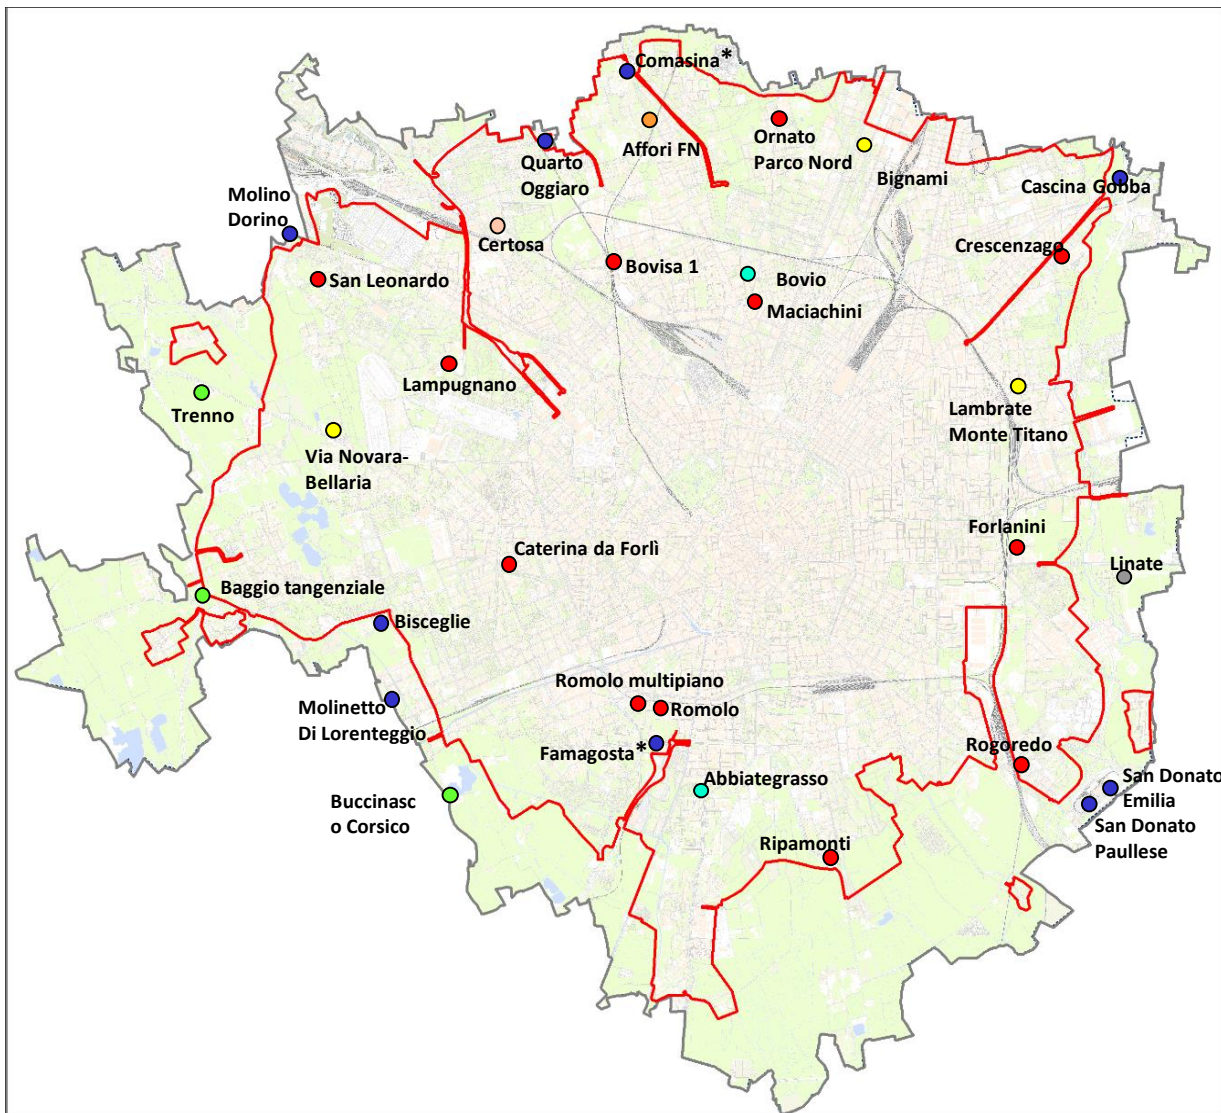 Comasina*
Affori FN
Ornato
Parco Nord
Bignami
Quarto
Oggiaro
Cascina Gobba
Molino
Dorino
Certosa
Crescenzago
Bovisa 1
Bovio
San Leonardo
Maciachini
Lampugnano
Trenno
Lambrate
Monte Titano
Via Novara-
Bellaria
Forlanini
Caterina da Forlì
Linate
Baggio tangenziale
Bisceglie
Romolo multipiano
Molinetto
Di Lorenteggio
Romolo
Famagosta*
Rogoredo
Abbiategrasso
San Donato
Emilia
San Donato
Paullese
Buccinasc
o Corsico
Ripamonti